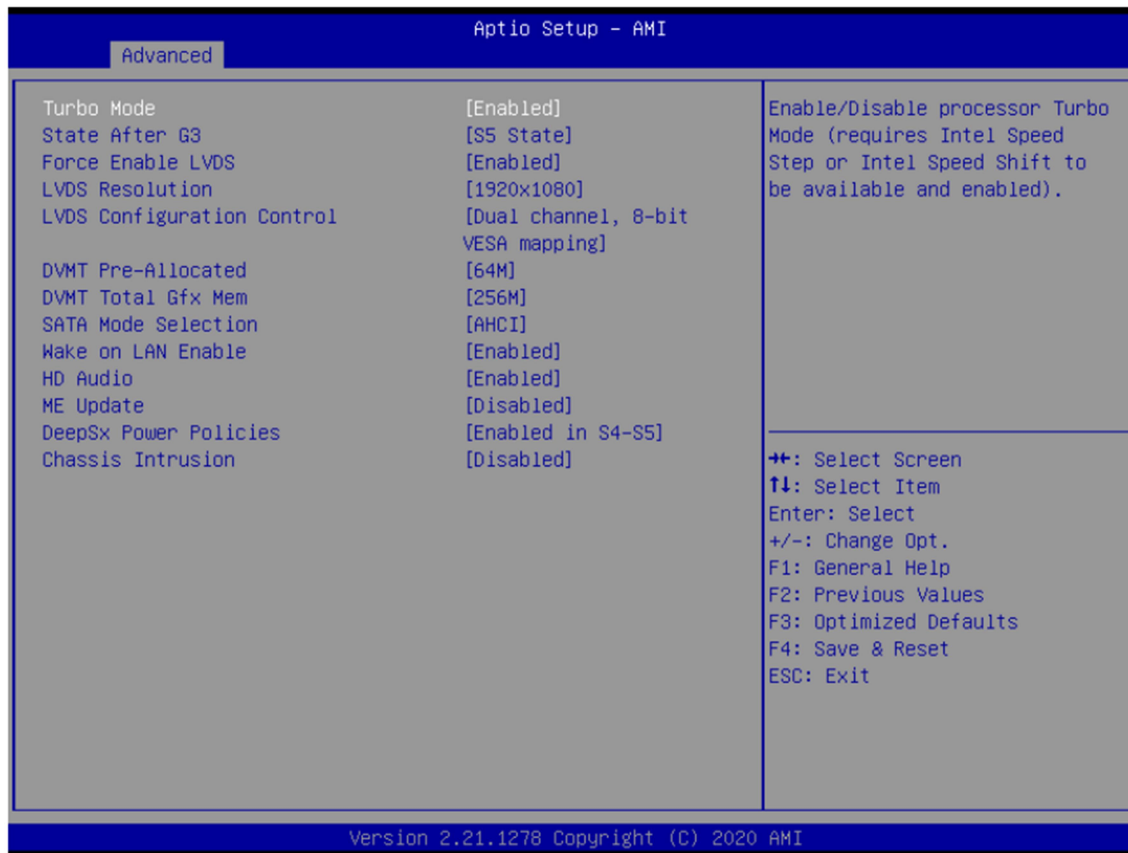 Aptio Setup - AMI
Advanced
Turbo Mode [Enabled]
State After G3 [S5 State]
Force Enable LVDS [Enabled]
LVDS Resolution [1920x1080]
LVDS Configuration Control [Dual channel, 8-bit
VESA mapping]
DVMT Pre-Allocated [64M]
DVMT Total Gfx Mem [256M]
SATA Mode Selection [AHCI]
Wake on LAN Enable [Enabled]
HD Audio [Enabled]
ME Update [Disabled]
DeepSx Power Policies [Enabled in S4-S5]
Chassis Intrusion [Disabled]
Enable/Disable processor Turbo
Mode (requires Intel Speed
Step or Intel Speed Shift to
be available and enabled).
→←: Select Screen
↑↓: Select Item
Enter: Select
+/-: Change Opt.
F1: General Help
F2: Previous Values
F3: Optimized Defaults
F4: Save & Reset
ESC: Exit
Version 2.21.1278 Copyright (C) 2020 AMI